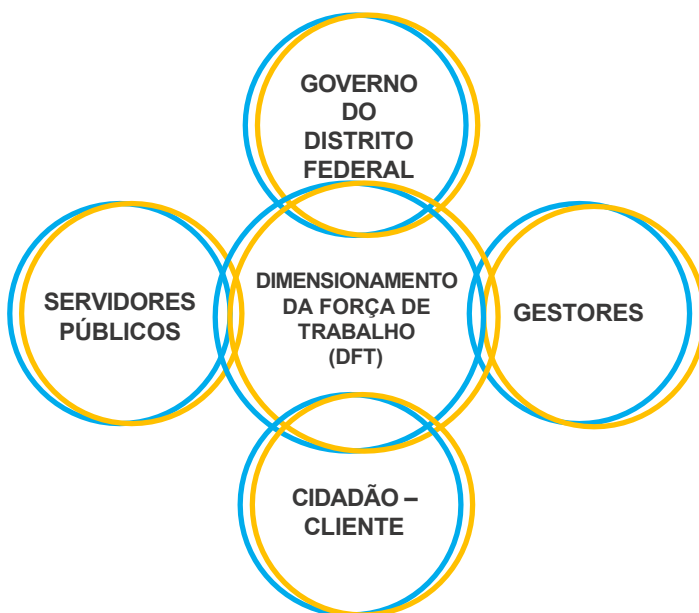 GOVERNO
DO
DISTRITO
FEDERAL
SERVIDORES
PÚBLICOS
DIMENSIONAMENTO
DA FORÇA DE
TRABALHO
(DFT)
GESTORES
CIDADÃO –
CLIENTE